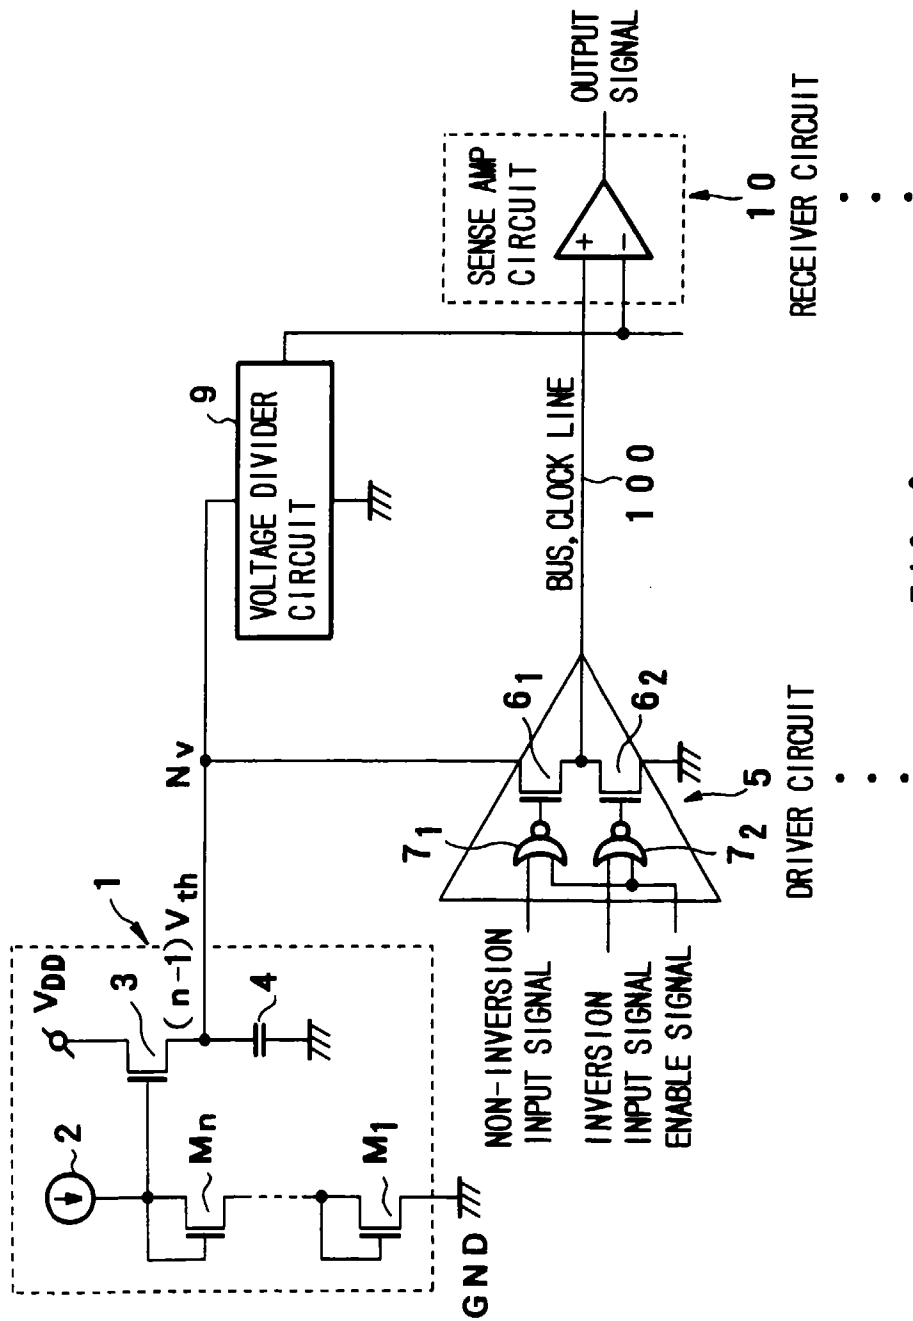 1
2
VDD
3
(n-1)Vth
4
Mn
M1
GND
Nv
9
VOLTAGE DIVIDER
CIRCUIT
SENSE AMP
CIRCUIT
+
-
OUTPUT
SIGNAL
10
RECEIVER CIRCUIT
BUS, CLOCK LINE
100
61
62
71
72
5
DRIVER CIRCUIT
NON-INVERSION
INPUT SIGNAL
INVERSION
INPUT SIGNAL
ENABLE SIGNAL